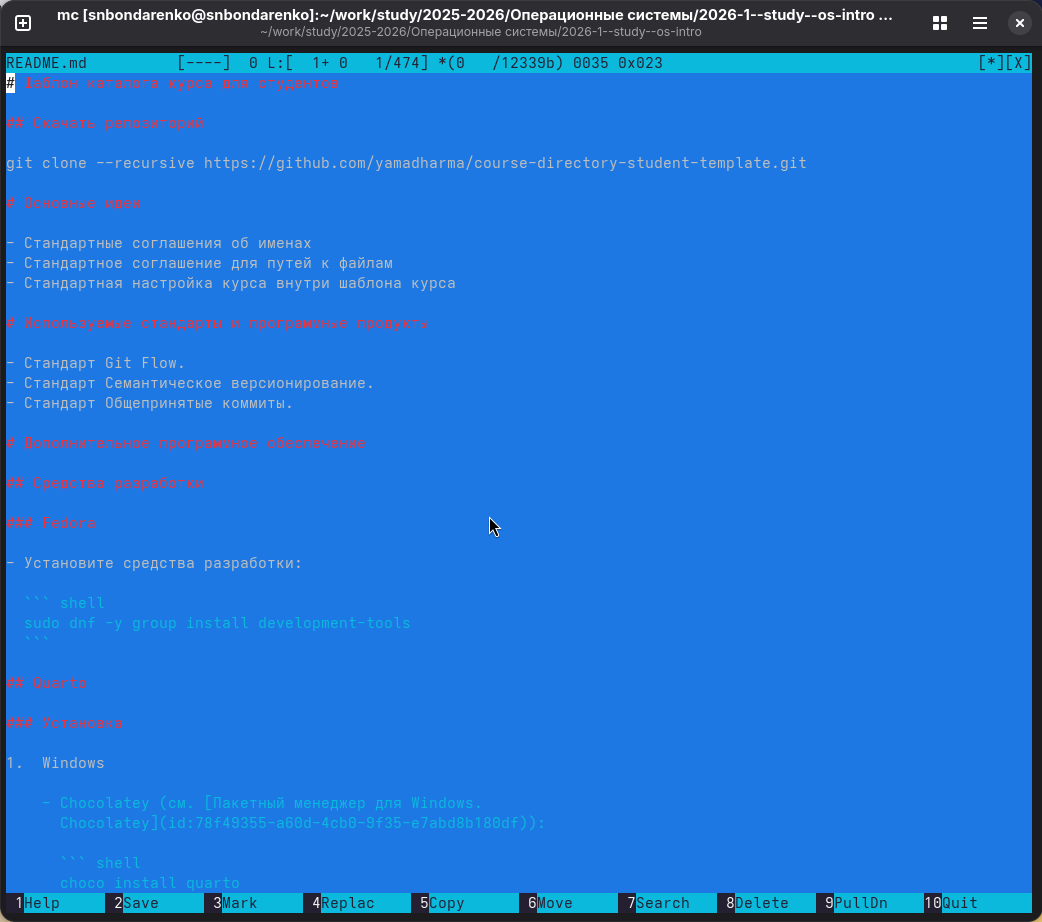 mc [snbondarenko@snbondarenko]:~/work/study/2025-2026/Операционные системы/2026-1--study--os-intro ...
~/work/study/2025-2026/Операционные системы/2026-1--study--os-intro
README.md [----] 0 L:[ 1+ 0 1/474] *(0 /12339b) 0035 0x023 [*][X]
# Шаблон каталога курса для студентов
## Скачать репозиторий
git clone --recursive https://github.com/yamadharma/course-directory-student-template.git
# Основные идеи
- Стандартные соглашения об именах
- Стандартное соглашение для путей к файлам
- Стандартная настройка курса внутри шаблона курса
# Используемые стандарты и програмные продукты
- Стандарт Git Flow.
- Стандарт Семантическое версионирование.
- Стандарт Общепринятые коммиты.
# Дополнительное програмное обеспечение
## Средства разработки
### Fedora
- Установите средства разработки:
``` shell
sudo dnf -y group install development-tools
```
## Quarto
### Установка
1. Windows
- Chocolatey (см. [Пакетный менеджер для Windows.
Chocolatey](id:78f49355-a60d-4cb0-9f35-e7abd8b180df)):
``` shell
choco install quarto
1Help 2Save 3Mark 4Replac 5Copy 6Move 7Search 8Delete 9PullDn 10Quit